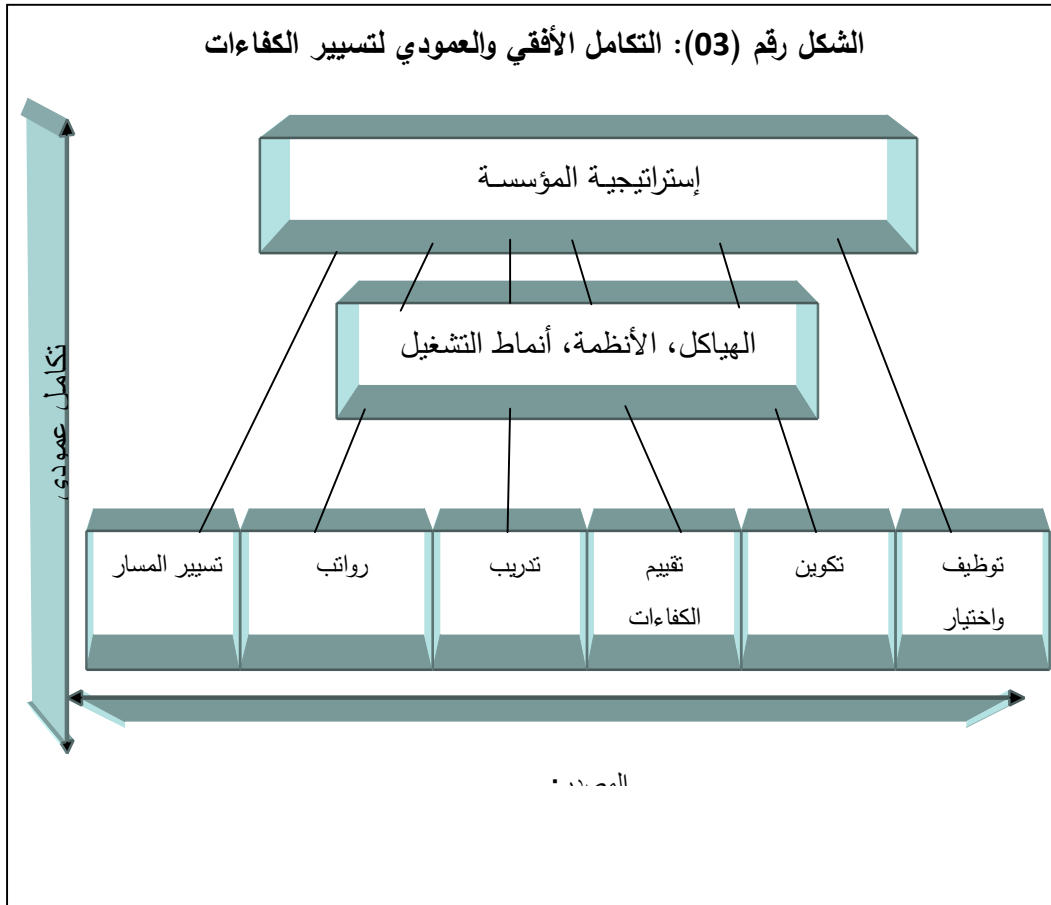 الشكل رقم (03): التكامل الأفقي والعمودي لتسيير الكفاءات
إستراتيجية المؤسسة
الهياكل، الأنظمة، أنماط التشغيل
تكامل عمودي
توظيف
واختيار
تكوين
تقييم
الكفاءات
تدريب
رواتب
تسيير المسار